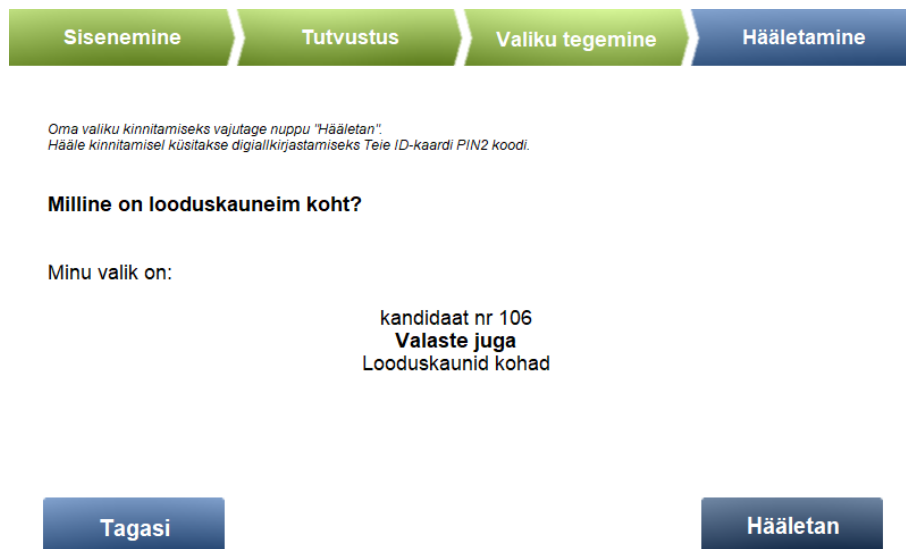 Sisenemine Tutvustus Valiku tegemine Hääletamine
Oma valiku kinnitamiseks vajutage nuppu "Hääletan".
Hääle kinnitamisel küsitakse digiallkirjastamiseks Teie ID-kaardi PIN2 koodi.
Milline on looduskauneim koht?
Minu valik on:
kandidaat nr 106
Valaste juga
Looduskaunid kohad
Tagasi Hääletan